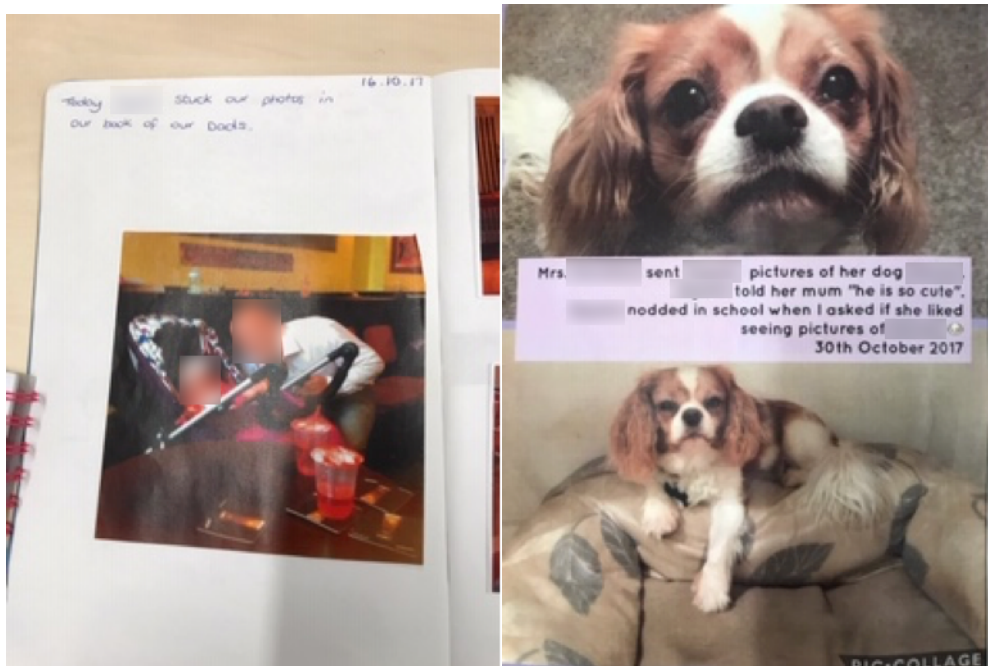 16.10.17
Today stuck our photos in
our book of our Dads.
Mrs. sent pictures of her dog .
told her mum "he is so cute".
nodded in school when I asked if she liked
seeing pictures of
30th October 2017
PIC•COLLAGE